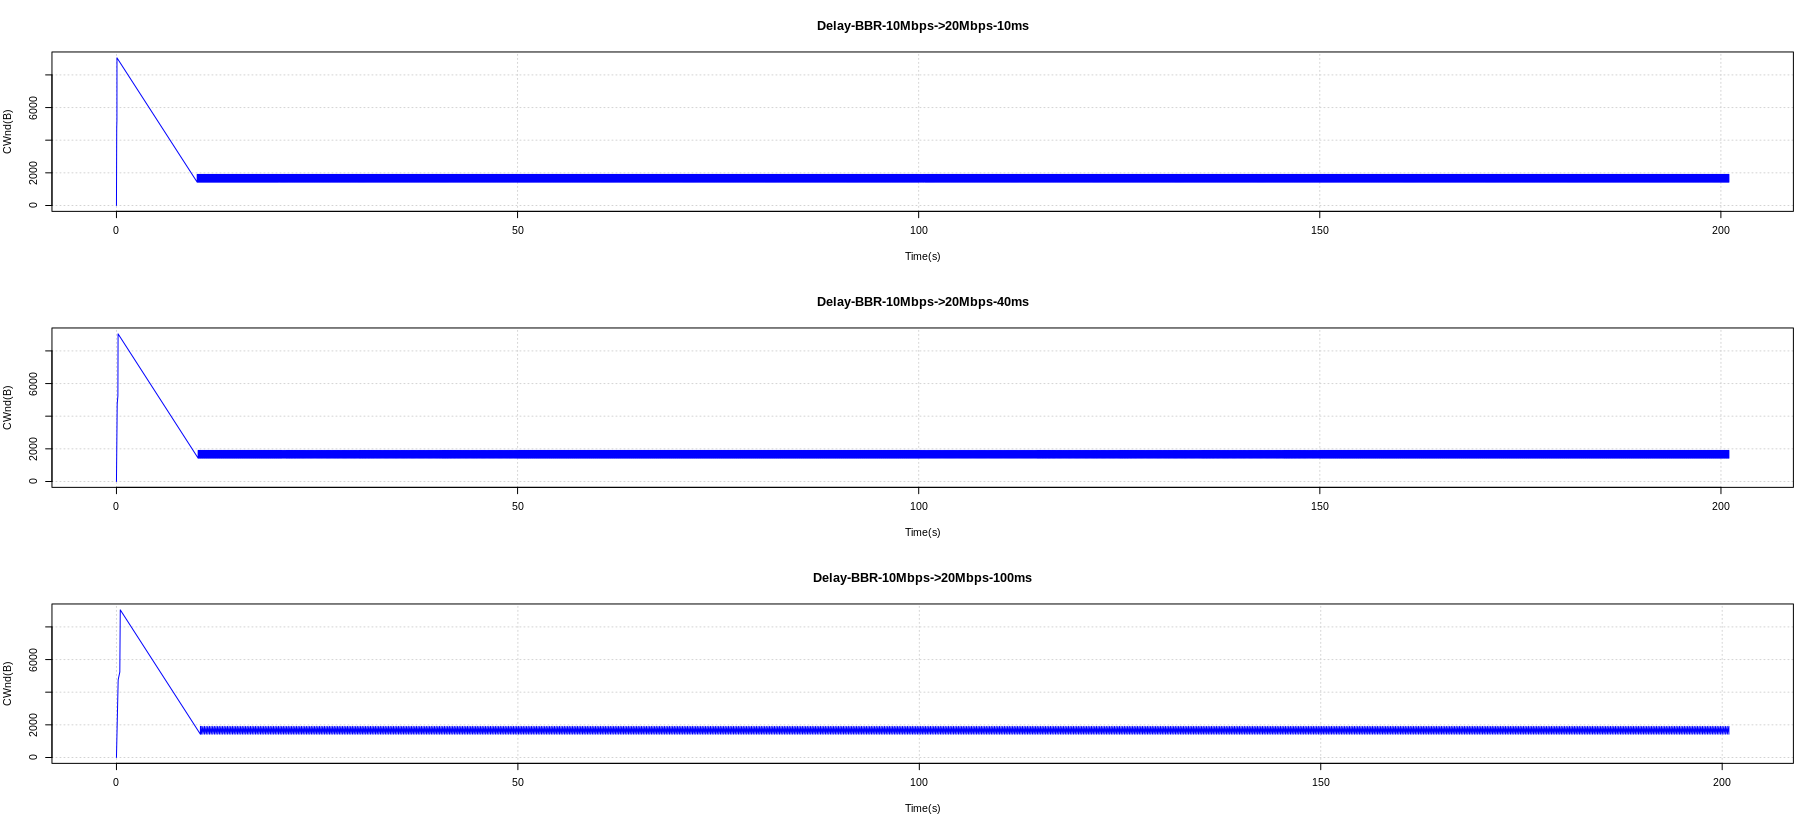 Delay-BBR-10Mbps->20Mbps-10ms
CWnd(B)
6000
2000
0
0 50 100 150 200
Time(s)
Delay-BBR-10Mbps->20Mbps-40ms
CWnd(B)
6000
2000
0
0 50 100 150 200
Time(s)
Delay-BBR-10Mbps->20Mbps-100ms
CWnd(B)
6000
2000
0
0 50 100 150 200
Time(s)